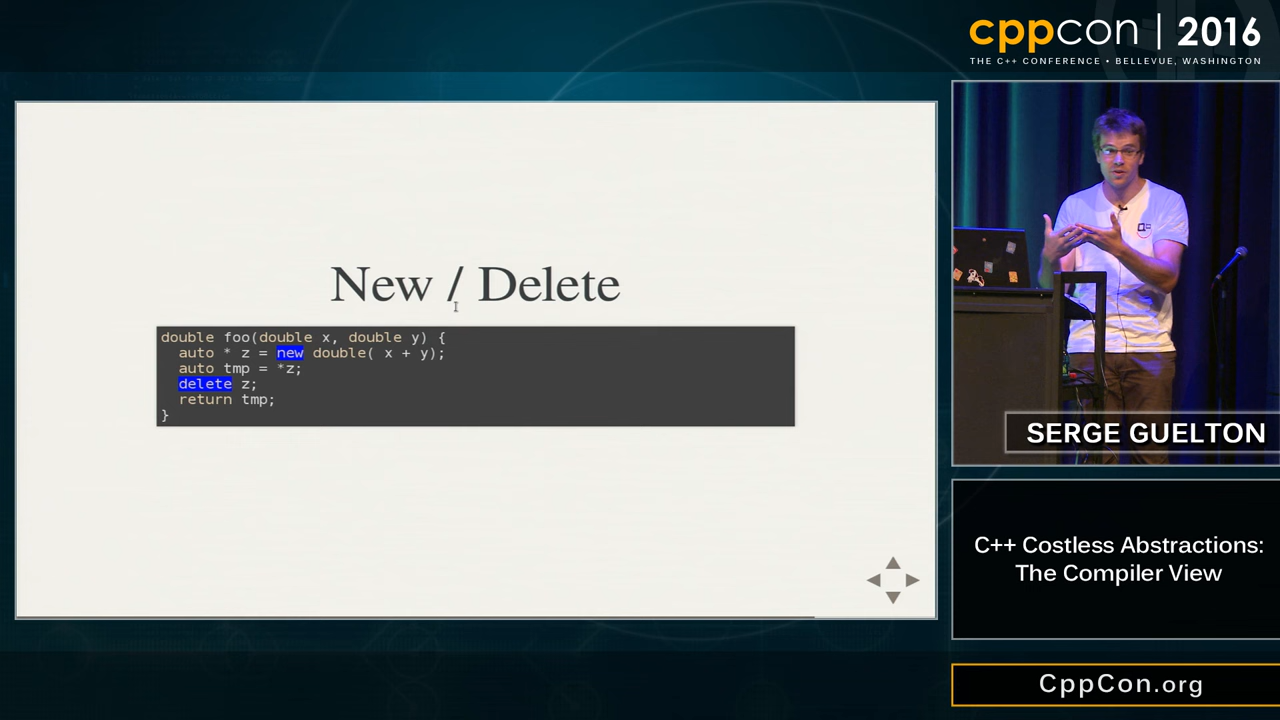 cppcon | 2016
THE C++ CONFERENCE • BELLEVUE, WASHINGTON
New / Delete
double foo(double x, double y) {
  auto * z = new double( x + y);
  auto tmp = *z;
  delete z;
  return tmp;
}
SERGE GUELTON
C++ Costless Abstractions:
The Compiler View
CppCon.org